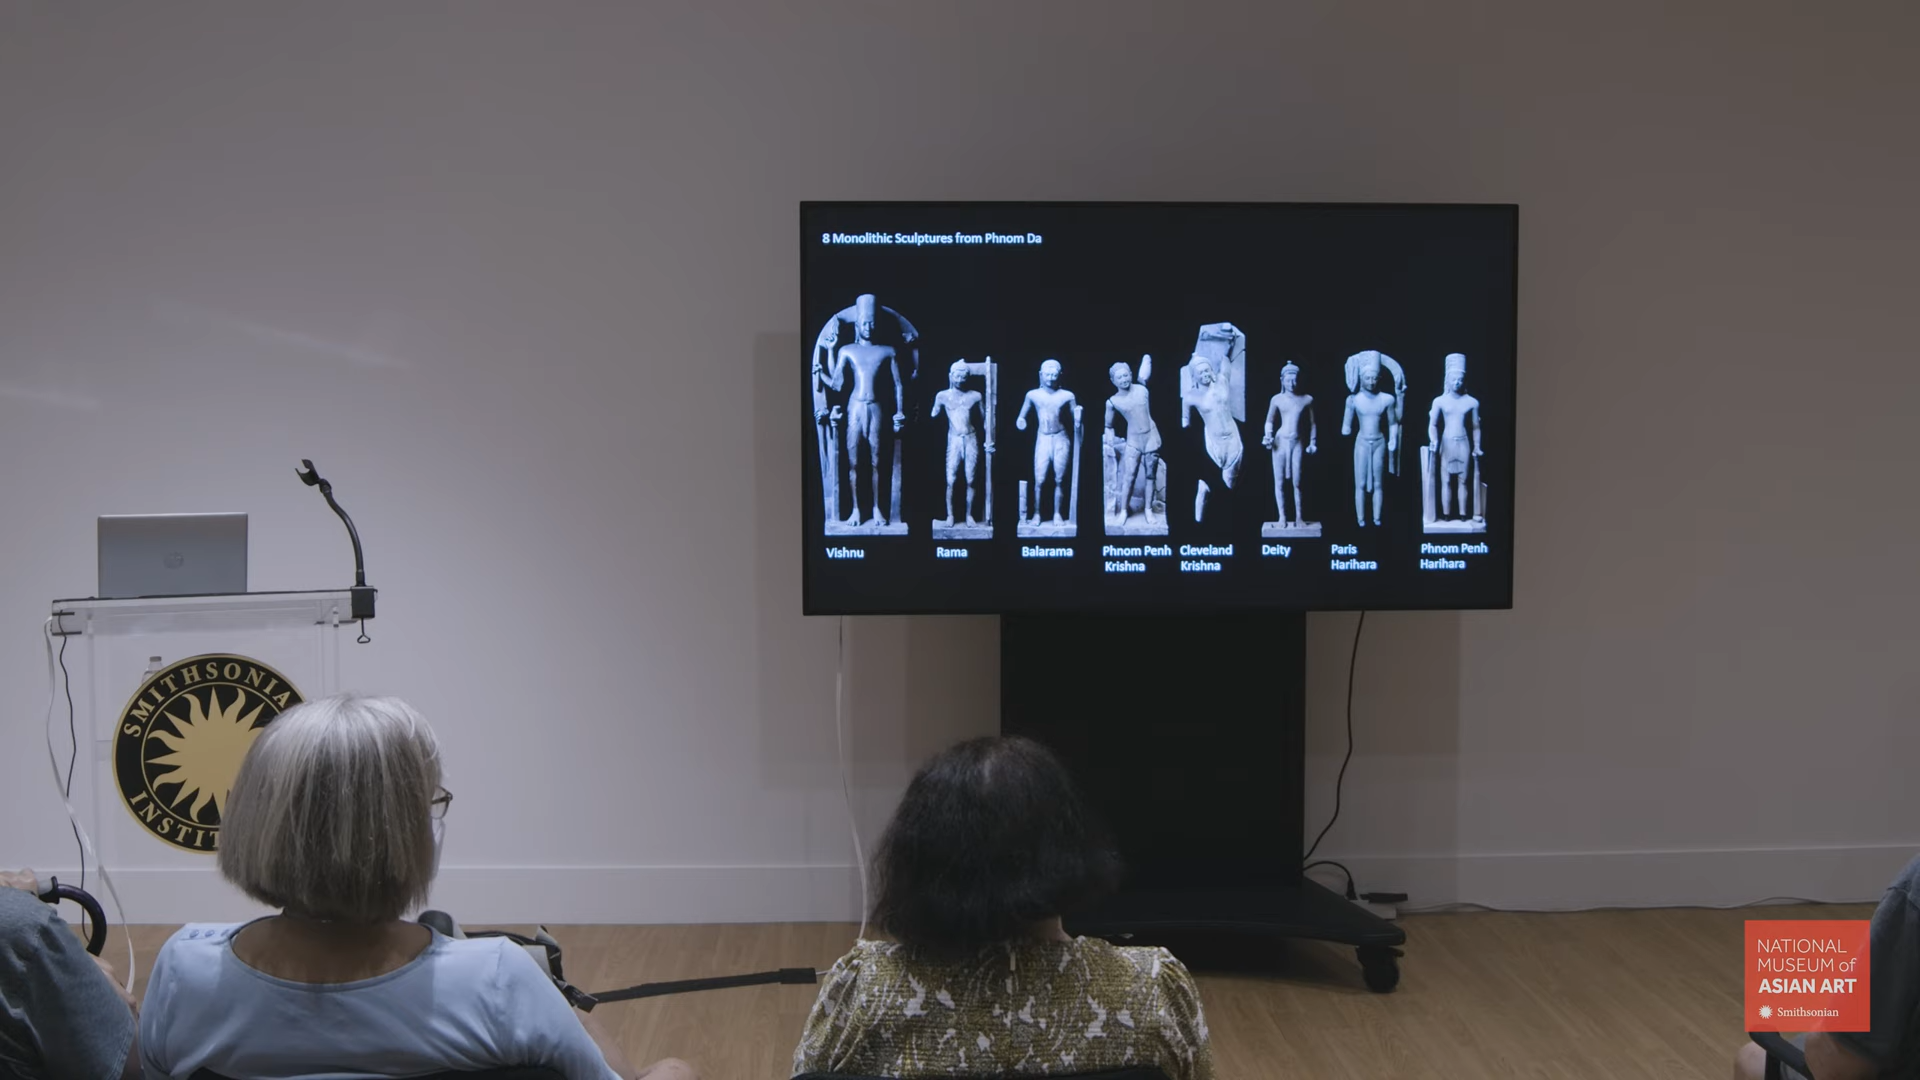 8 Monolithic Sculptures from Phnom Da
Vishnu
Rama
Balarama
Phnom Penh
Krishna
Cleveland
Krishna
Deity
Paris
Harihara
Phnom Penh
Harihara
SMITHSONIA
INSTIT
NATIONAL
MUSEUM of
ASIAN ART
Smithsonian